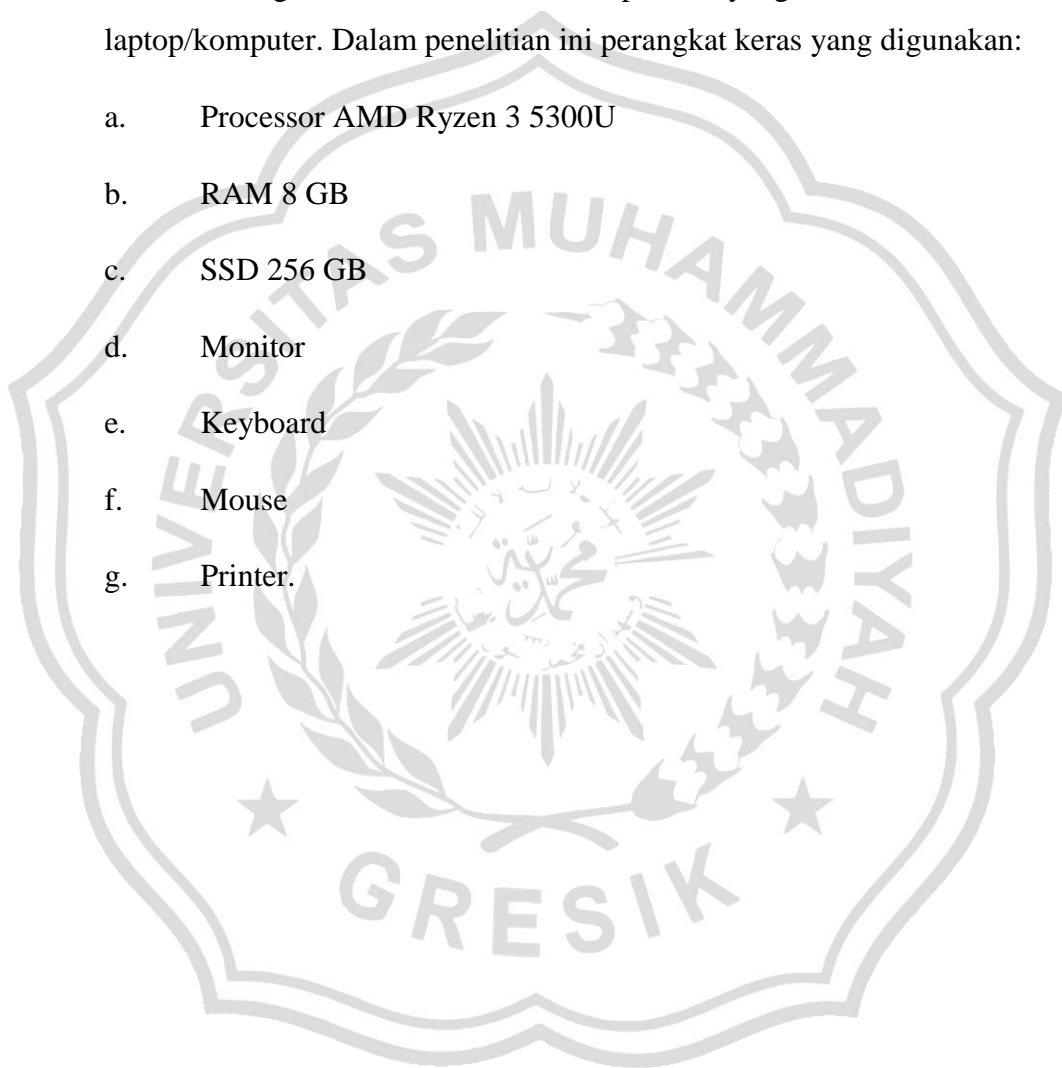 laptop/komputer. Dalam penelitian ini perangkat keras yang digunakan:
a. Processor AMD Ryzen 3 5300U
b. RAM 8 GB
c. SSD 256 GB
d. Monitor
e. Keyboard
f. Mouse
g. Printer.
UNIVERSITAS MUHAMMADIYAH
GRESIK
محمدية